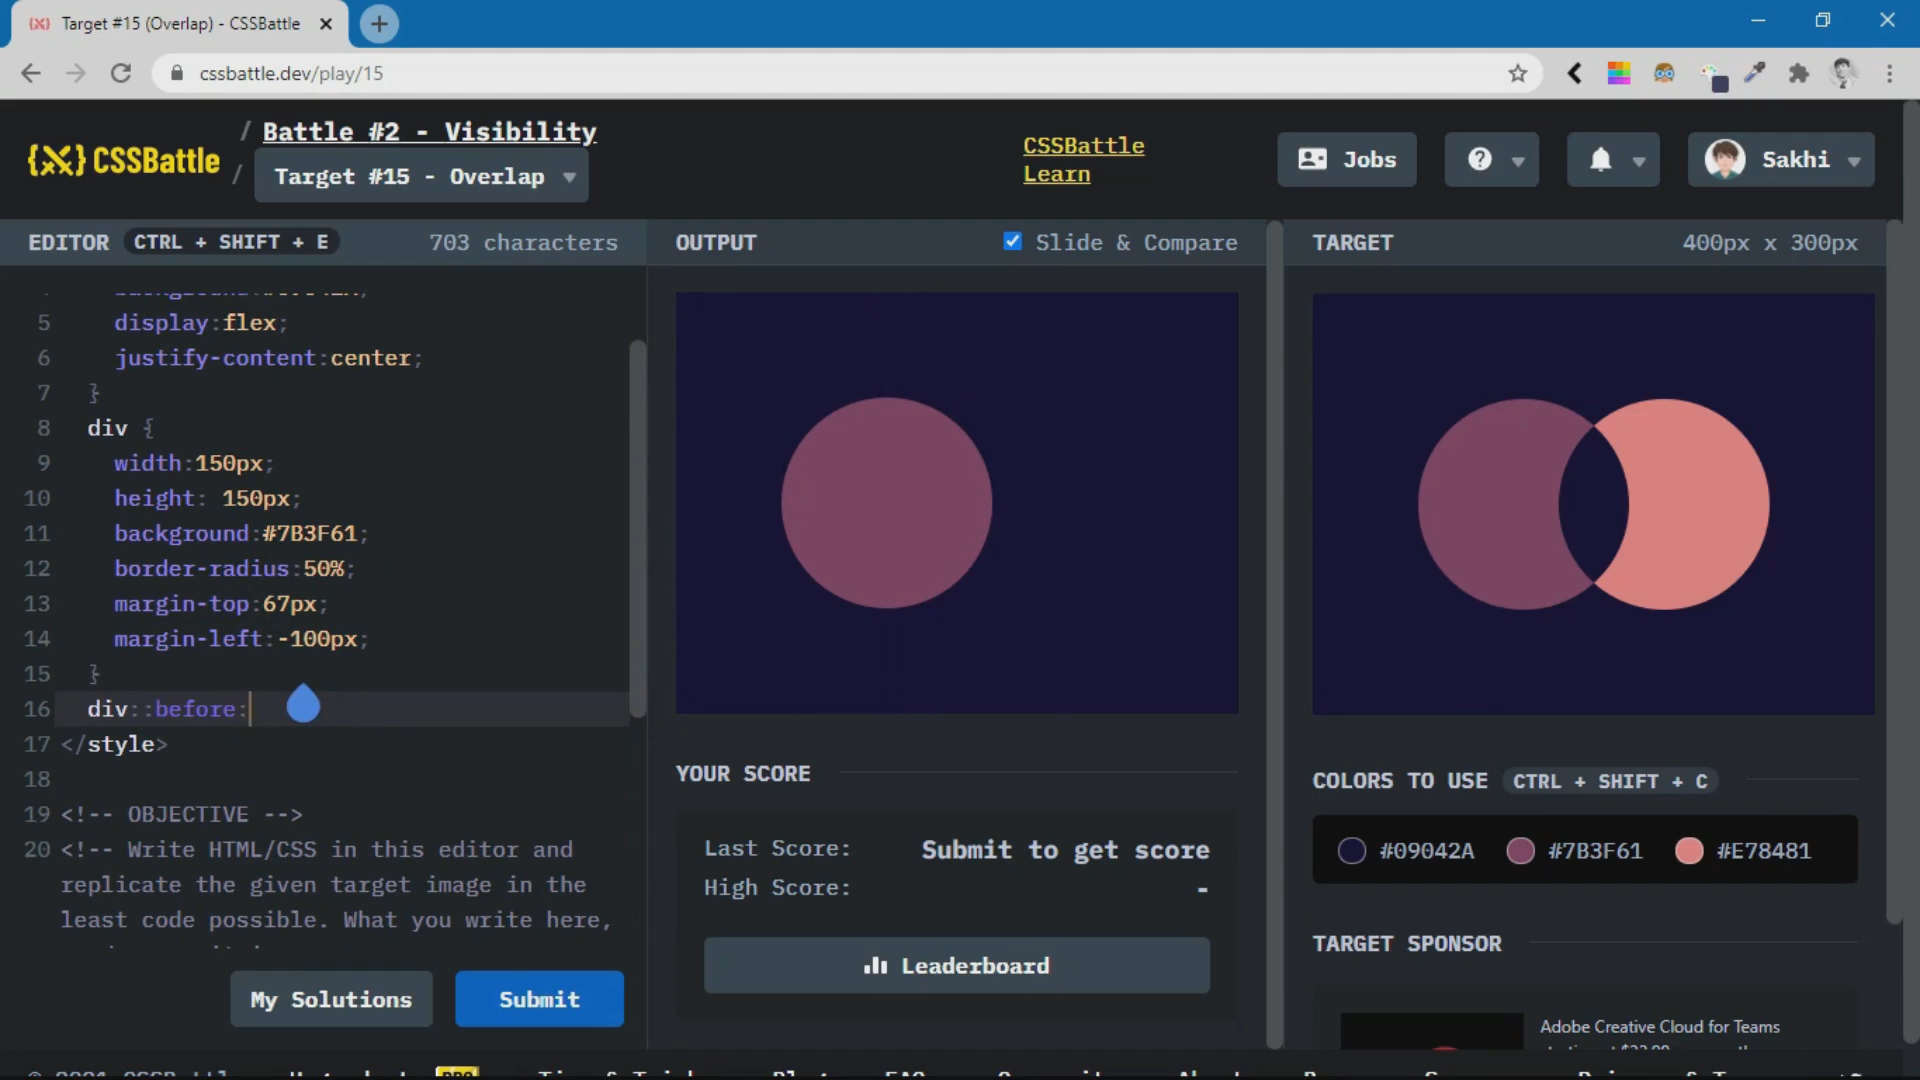 Target #15 (Overlap) - CSSBattle
cssbattle.dev/play/15
{X} CSSBattle
/ Battle #2 - Visibility
/ Target #15 - Overlap
CSSBattle
Learn
Jobs
Sakhi
EDITOR CTRL + SHIFT + E 703 characters
5 display:flex;
6 justify-content:center;
7 }
8 div {
9 width:150px;
10 height: 150px;
11 background:#7B3F61;
12 border-radius:50%;
13 margin-top:67px;
14 margin-left:-100px;
15 }
16 div::before:
17 </style>
18
19 <!-- OBJECTIVE -->
20 <!-- Write HTML/CSS in this editor and
replicate the given target image in the
least code possible. What you write here,
My Solutions
Submit
OUTPUT
Slide & Compare
YOUR SCORE
Last Score: Submit to get score
High Score: -
Leaderboard
TARGET 400px x 300px
COLORS TO USE CTRL + SHIFT + C
#09042A #7B3F61 #E78481
TARGET SPONSOR
Adobe Creative Cloud for Teams